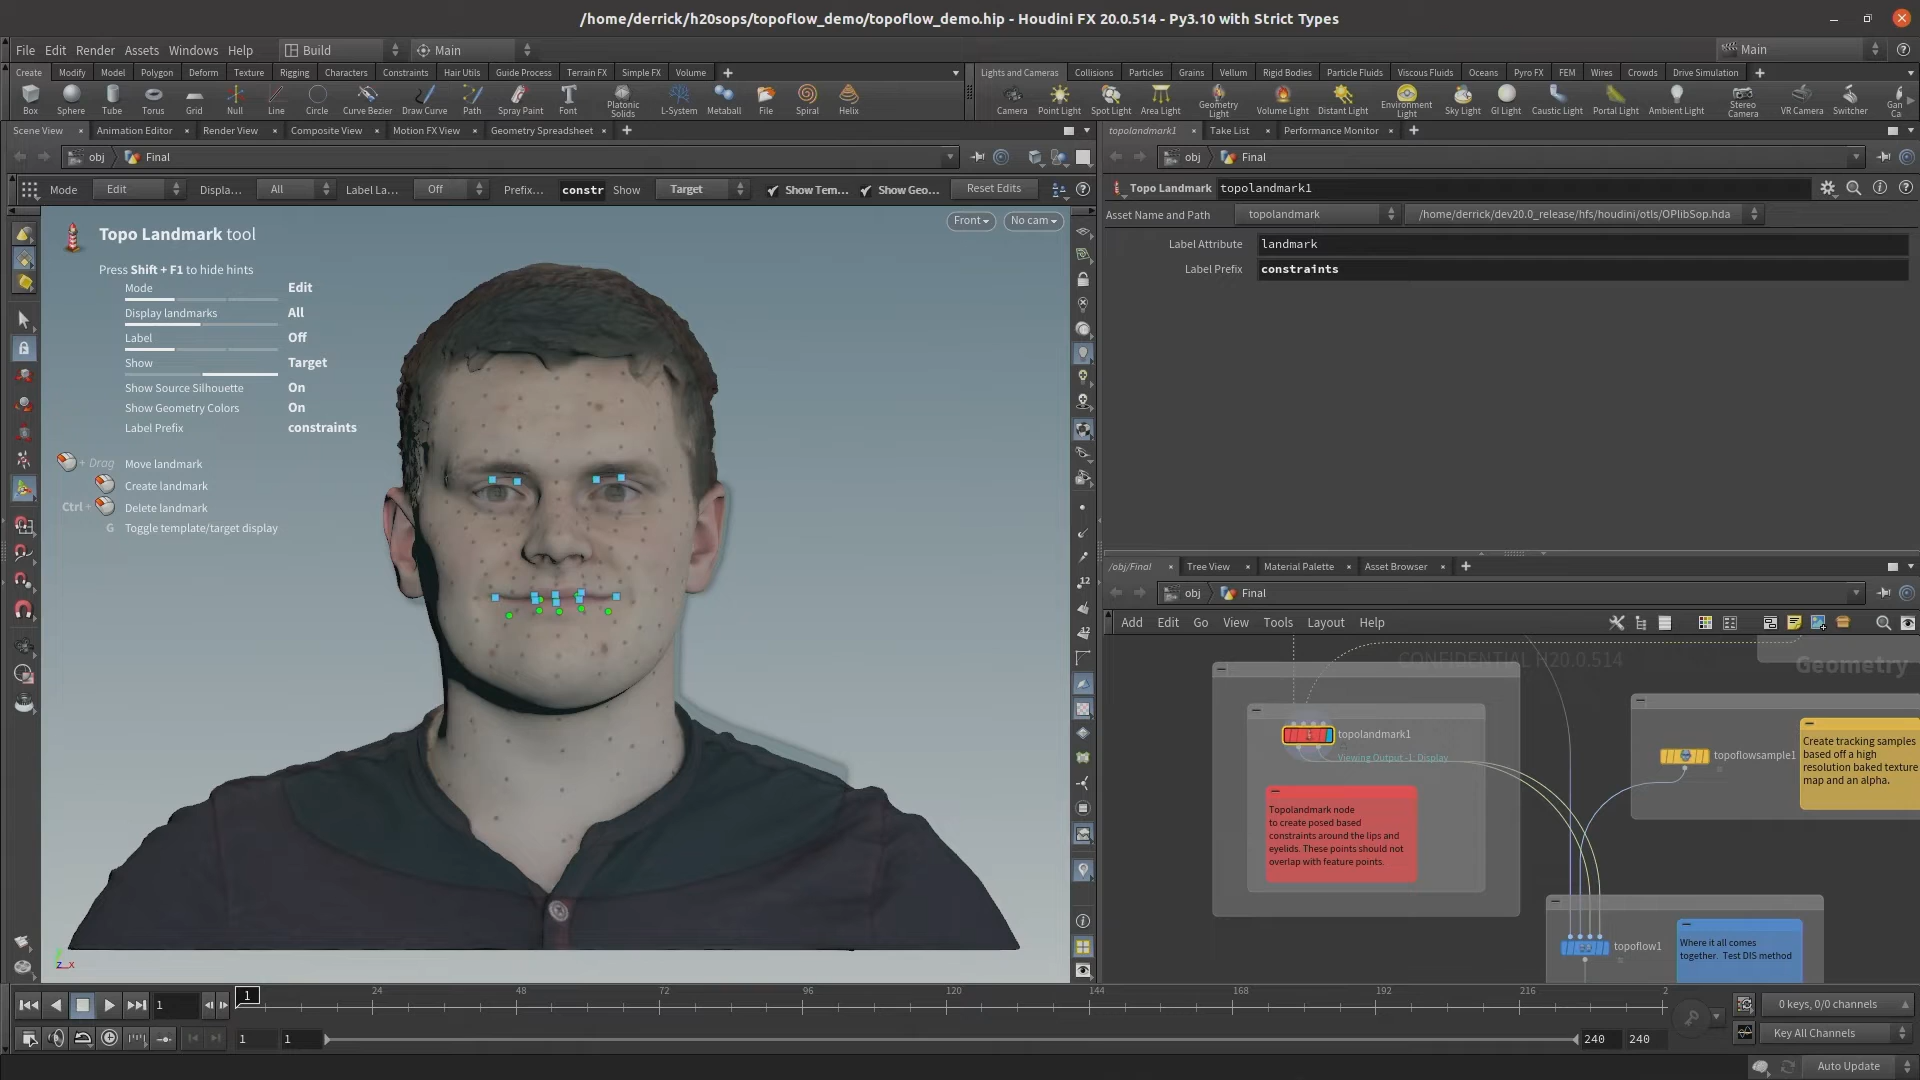 /home/derrick/h20sops/topoflow_demo/topoflow_demo.hip - Houdini FX 20.0.514 - Py3.10 with Strict Types
File Edit Render Assets Windows Help Build Main Main
Create Modify Model Polygon Deform Texture Rigging Characters Constraints Hair Utils Guide Process Terrain FX Simple FX Volume
Lights and Cameras Collisions Particles Grains Vellum Rigid Bodies Particle Fluids Viscous Fluids Oceans Pyro FX FEM Wires Crowds Drive Simulation
Box Sphere Tube Torus Grid Null Line Circle Curve Bezier Draw Curve Path Spray Paint Font Platonic Solids L-System Metaball File Spiral Helix
Camera Point Light Spot Light Area Light Geometry Light Volume Light Distant Light Environment Light Sky Light GI Light Caustic Light Portal Light Ambient Light Stereo Camera VR Camera Switcher Gan Ca
Scene View Animation Editor Render View Composite View Motion FX View Geometry Spreadsheet
topolandmark1 Take List Performance Monitor
obj Final
obj Final
Mode Edit Displa... All Label La... Off Prefix... constr Show Target Show Tem... Show Geo... Reset Edits
Topo Landmark topolandmark1
Asset Name and Path topolandmark /home/derrick/dev20.0_release/hfs/houdini/otls/OPlibSop.hda
Label Attribute landmark
Label Prefix constraints
Front No cam
Topo Landmark tool
Press Shift + F1 to hide hints
Mode Edit
Display landmarks All
Label Off
Show Target
Show Source Silhouette On
Show Geometry Colors On
Label Prefix constraints
+ Drag Move landmark
Create landmark
Ctrl + Delete landmark
G Toggle template/target display
12
12
z x
/obj/Final Tree View Material Palette Asset Browser
obj Final
Add Edit Go View Tools Layout Help
CONFIDENTIAL H20.0.514
Geometry
topolandmark1
Viewing Output -1 Display
Topolandmark node
to create posed based
constraints around the lips and
eyelids. These points should not
overlap with feature points.
topoflowsample1
Create tracking samples
based off a high
resolution baked texture
map and an alpha.
topoflow1
Where it all comes
together. Test DIS method
1 1 24 48 72 96 120 144 168 192 216 2
0 keys, 0/0 channels
1 1 240 240
Key All Channels
Auto Update